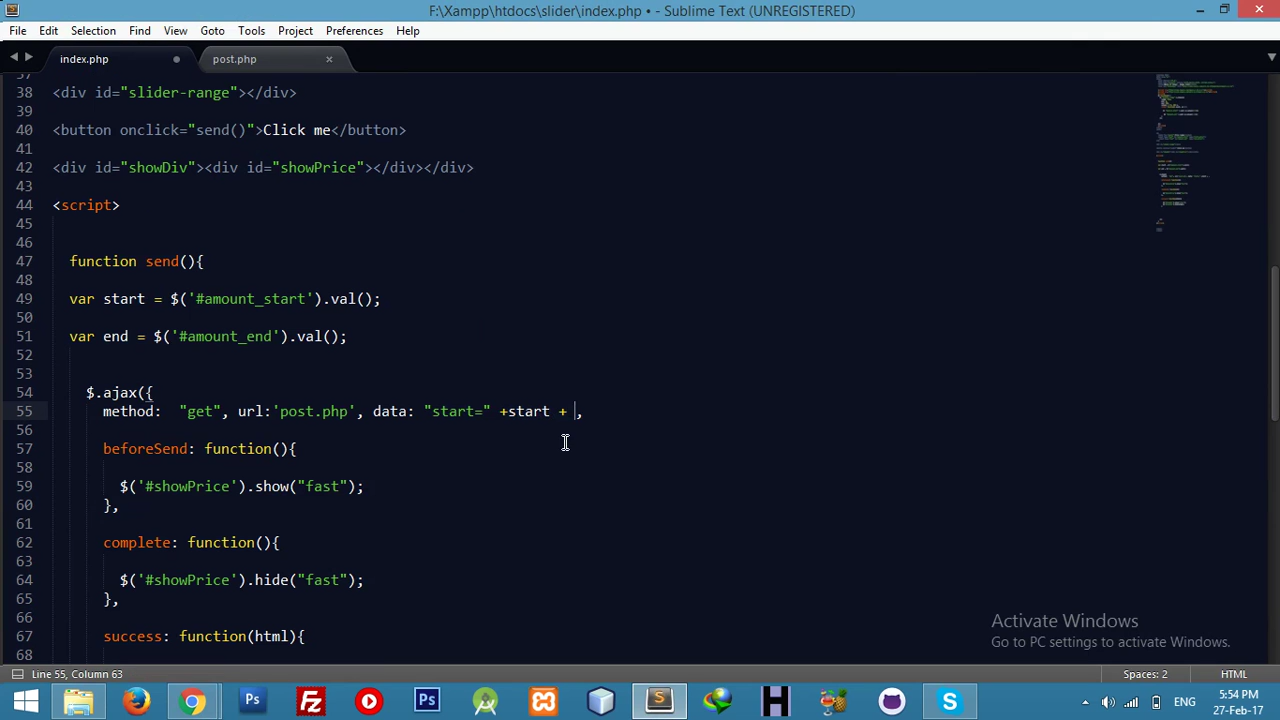 F:\Xampp\htdocs\slider\index.php • - Sublime Text (UNREGISTERED)
File Edit Selection Find View Goto Tools Project Preferences Help
index.php post.php
38 <div id="slider-range"></div>
39
40 <button onclick="send()">Click me</button>
41
42 <div id="showDiv"><div id="showPrice"></div></div>
43
44 <script>
45
46
47 function send(){
48
49 var start = $('#amount_start').val();
50
51 var end = $('#amount_end').val();
52
53
54 $.ajax({
55 method: "get", url:'post.php', data: "start=" +start + ,
56
57 beforeSend: function(){
58
59 $('#showPrice').show("fast");
60 },
61
62 complete: function(){
63
64 $('#showPrice').hide("fast");
65 },
66
67 success: function(html){
68
Activate Windows
Go to PC settings to activate Windows.
Line 55, Column 63 Spaces: 2 HTML
Ps Fz Ps S H S ENG 5:54 PM
27-Feb-17